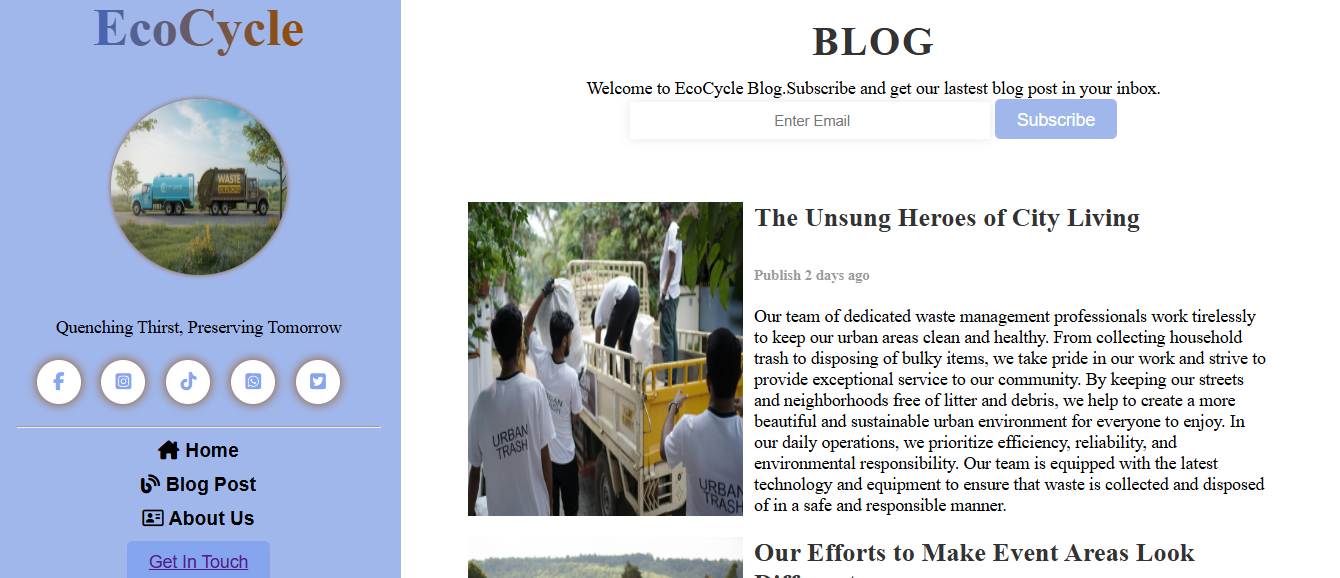 EcoCycle
WASTE
Quenching Thirst, Preserving Tomorrow
Home
Blog Post
About Us
Get In Touch
BLOG
Welcome to EcoCycle Blog.Subscribe and get our lastest blog post in your inbox.
Enter Email
Subscribe
The Unsung Heroes of City Living
Publish 2 days ago
Our team of dedicated waste management professionals work tirelessly
to keep our urban areas clean and healthy. From collecting household
trash to disposing of bulky items, we take pride in our work and strive to
provide exceptional service to our community. By keeping our streets
and neighborhoods free of litter and debris, we help to create a more
beautiful and sustainable urban environment for everyone to enjoy. In
our daily operations, we prioritize efficiency, reliability, and
environmental responsibility. Our team is equipped with the latest
technology and equipment to ensure that waste is collected and disposed
of in a safe and responsible manner.
URBAN
TRASH
URBAN
TRASH
Our Efforts to Make Event Areas Look